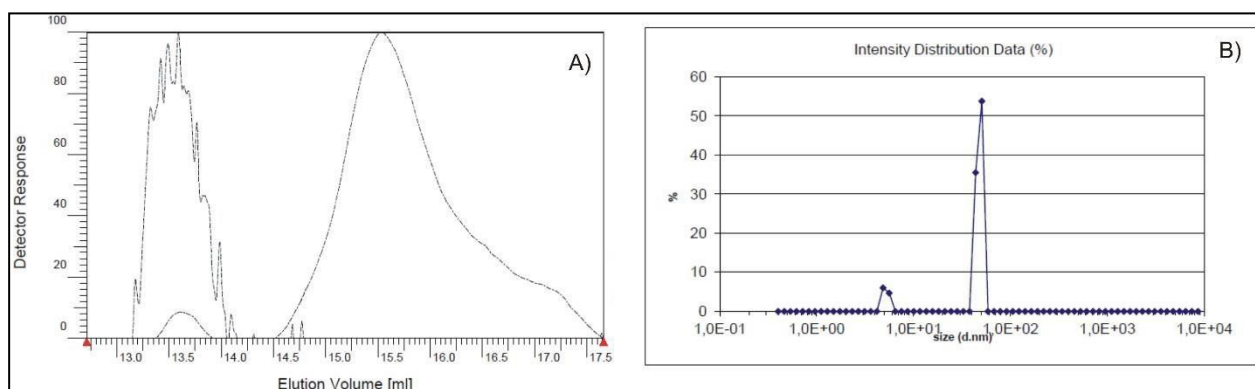 A)
100
80
60
40
20
0
Detector Response
13.0 13.5 14.0 14.5 15.0 15.5 16.0 16.5 17.0 17.5
Elution Volume [ml]
Intensity Distribution Data (%)
B)
60
50
40
30
20
10
0
%
1,0E-01 1,0E+00 1,0E+01 1,0E+02 1,0E+03 1,0E+04
size (d.nm)